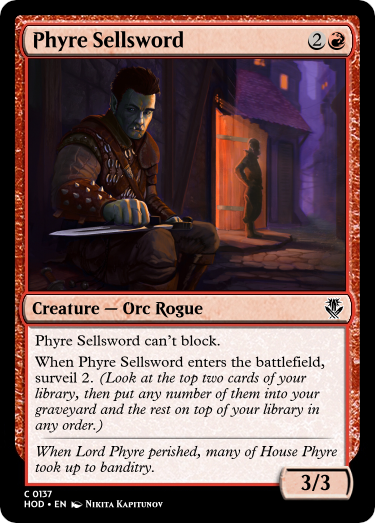 Phyre Sellsword 2
Creature — Orc Rogue
Phyre Sellsword can't block.
When Phyre Sellsword enters the battlefield,
surveil 2. (Look at the top two cards of your
library, then put any number of them into your
graveyard and the rest on top of your library in
any order.)
When Lord Phyre perished, many of House Phyre
took up to banditry.
3/3
C 0137
HOD • EN Nikita Kapitunov